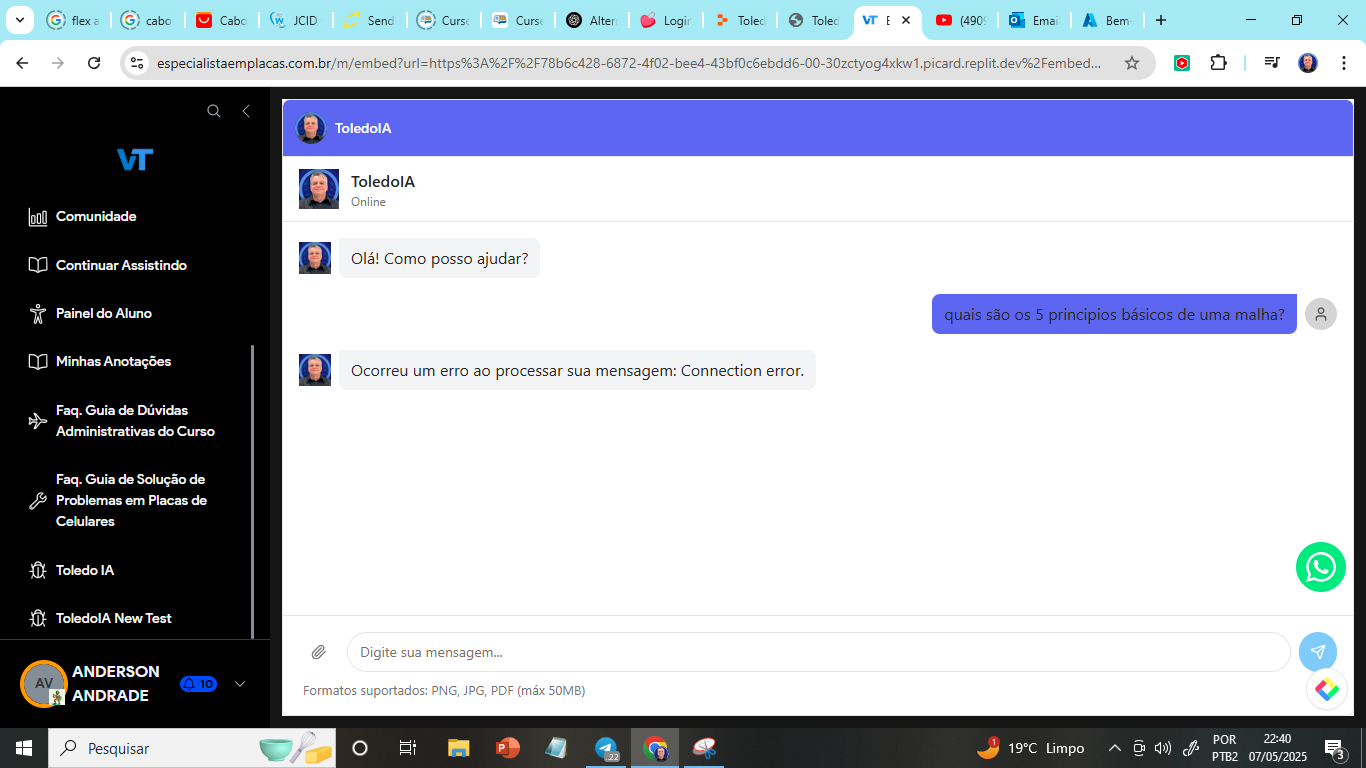 flex a
cabo
Cabo
JCID
Send
Curse
Curse
Alter
Login
Toled
Toled
E
(409
Emai
Bem-
especialistaemplacas.com.br/m/embed?url=https%3A%2F%2F78b6c428-6872-4f02-bee4-43bf0c6ebdd6-00-30zctyog4xkw1.picard.replit.dev%2Fembed...
VT
Comunidade
Continuar Assistindo
Painel do Aluno
Minhas Anotações
Faq. Guia de Dúvidas
Administrativas do Curso
Faq. Guia de Solução de
Problemas em Placas de
Celulares
Toledo IA
ToledoIA New Test
AV
ANDERSON
ANDRADE
10
ToledoIA
ToledoIA
Online
Olá! Como posso ajudar?
quais são os 5 principios básicos de uma malha?
Ocorreu um erro ao processar sua mensagem: Connection error.
Digite sua mensagem...
Formatos suportados: PNG, JPG, PDF (máx 50MB)
Pesquisar
22
1
19°C Limpo
POR
PTB2
22:40
07/05/2025
3